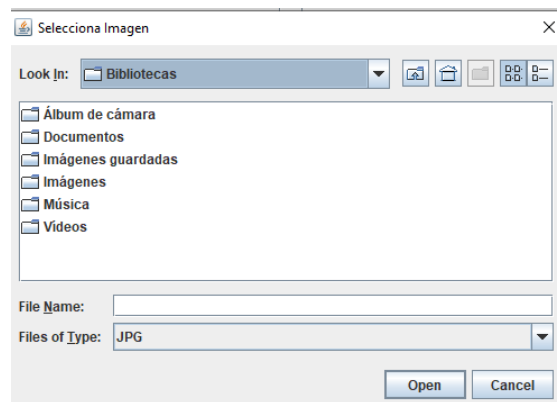 Selecciona Imagen
Look In: Bibliotecas
Álbum de cámara
Documentos
Imágenes guardadas
Imágenes
Música
Vídeos
File Name:
Files of Type: JPG
Open Cancel